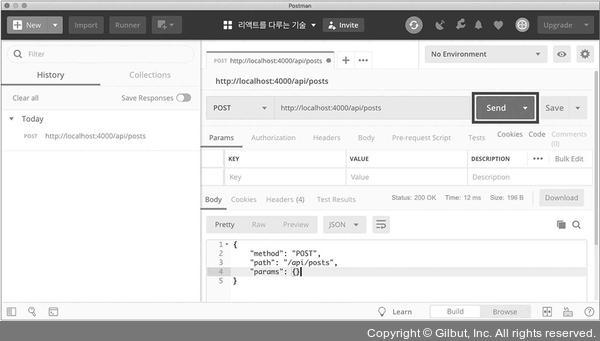 Postman
New
Import
Runner
리액트를 다루는 기술
Invite
Upgrade
Filter
History
Collections
Clear all
Save Responses
Today
POST http://localhost:4000/api/posts
POST http://localhost:4000/api/posts
No Environment
http://localhost:4000/api/posts
POST
http://localhost:4000/api/posts
Send
Save
Params
Authorization
Headers
Body
Pre-request Script
Tests
Cookies
Code
Comments (0)
KEY
VALUE
DESCRIPTION
Bulk Edit
Key
Value
Description
Body
Cookies
Headers (4)
Test Results
Status: 200 OK
Time: 12 ms
Size: 196 B
Download
Pretty
Raw
Preview
JSON
1 {
2 "method": "POST",
3 "path": "/api/posts",
4 "params": {}
5 }
Learn
Build
Browse
Copyright © Gilbut, Inc. All rights reserved.